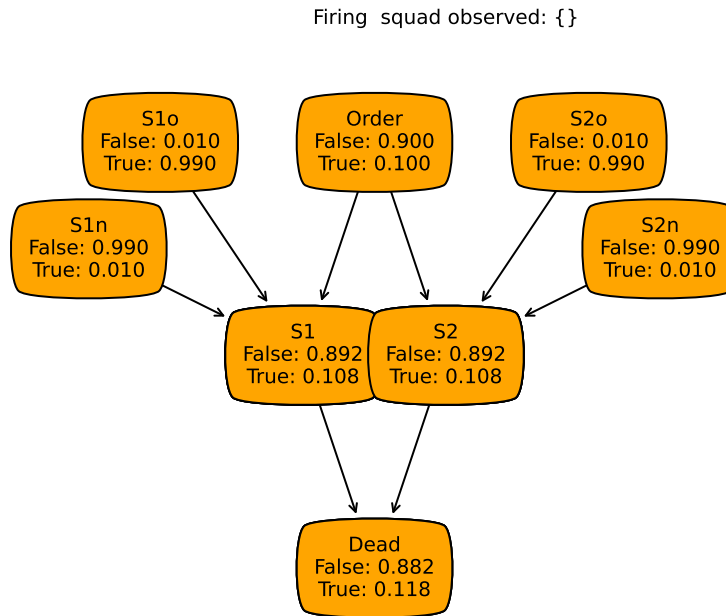 Firing  squad observed: {}
S1o
False: 0.010
True: 0.990
Order
False: 0.900
True: 0.100
S2o
False: 0.010
True: 0.990
S1n
False: 0.990
True: 0.010
S2n
False: 0.990
True: 0.010
S1
False: 0.892
True: 0.108
S2
False: 0.892
True: 0.108
Dead
False: 0.882
True: 0.118